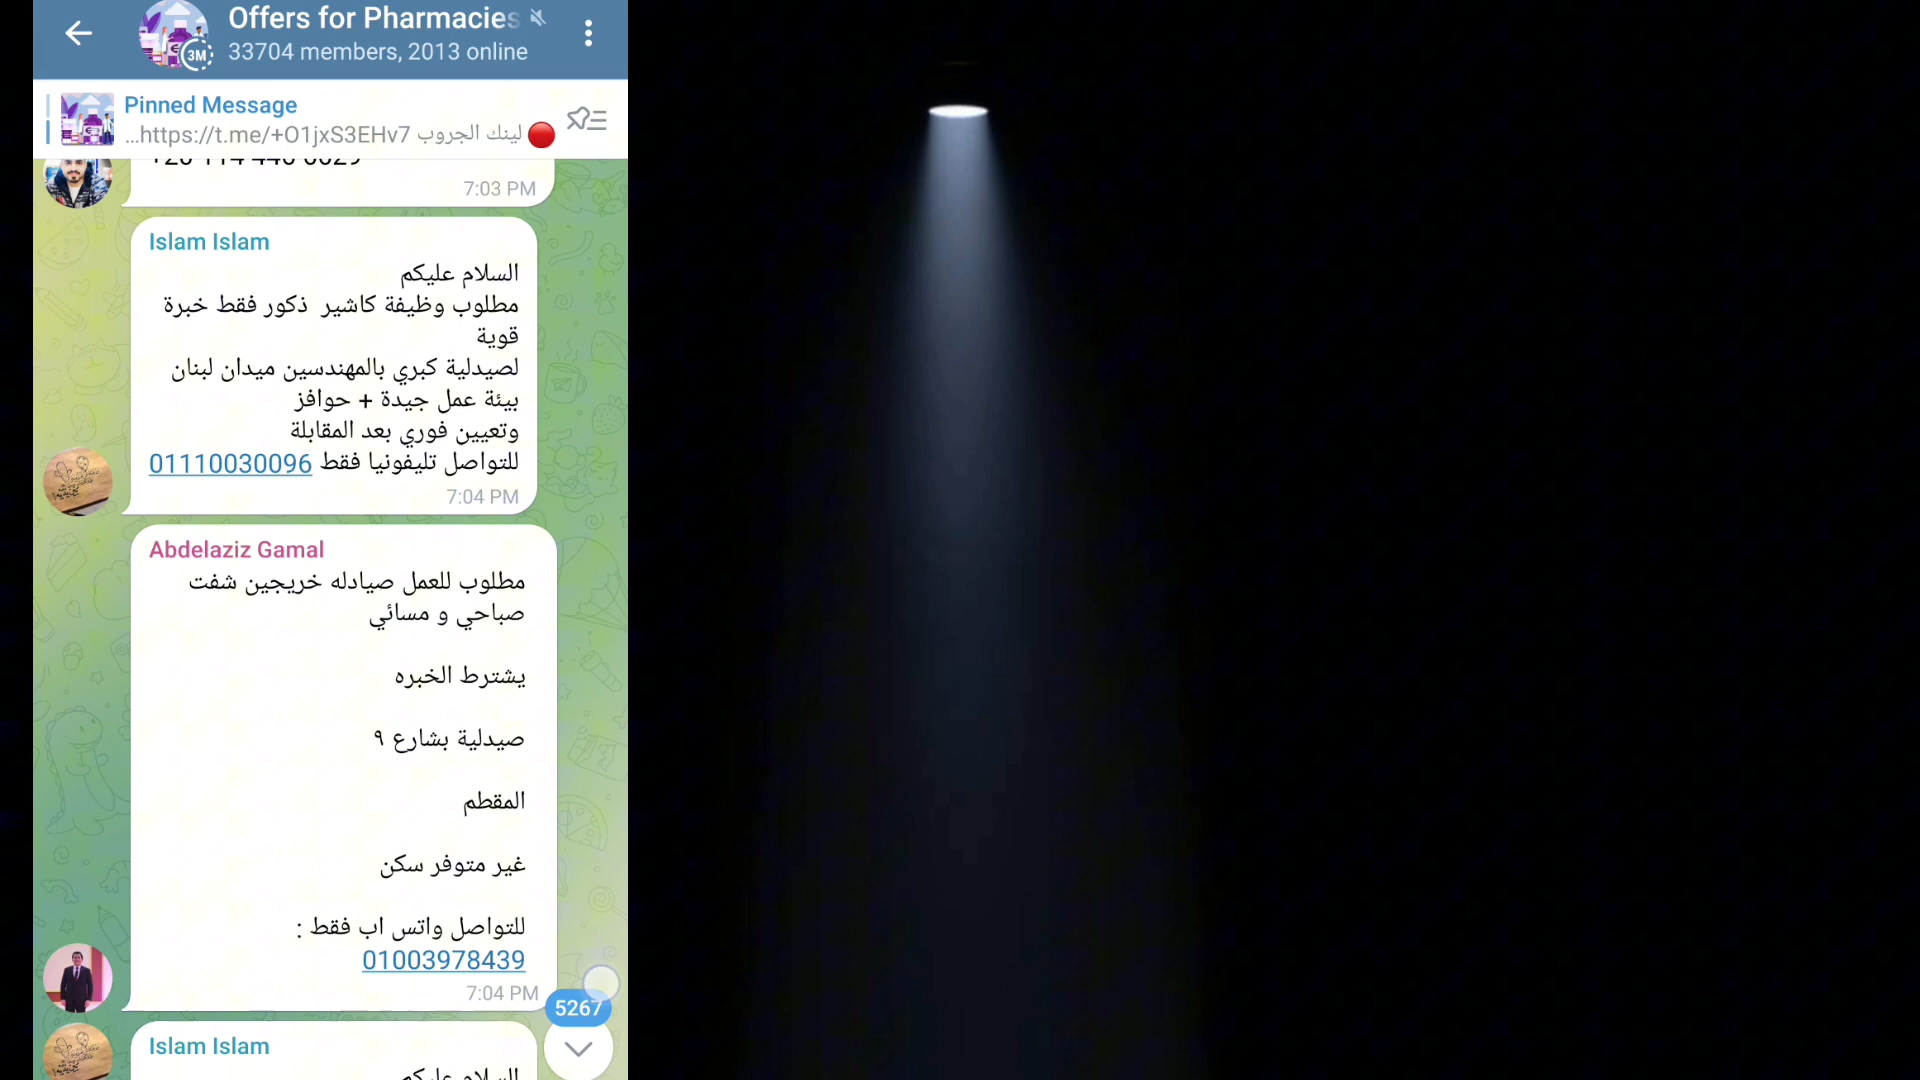 Offers for Pharmacies
33704 members, 2013 online
3M
Pinned Message
🔴 لينك الجروب https://t.me/+O1jxS3EHv7...
7:03 PM
Islam Islam
السلام عليكم
مطلوب وظيفة كاشير ذكور فقط خبرة
قوية
لصيدلية كبري بالمهندسين ميدان لبنان
بيئة عمل جيدة + حوافز
وتعيين فوري بعد المقابلة
للتواصل تليفونيا فقط 01110030096
7:04 PM
Abdelaziz Gamal
مطلوب للعمل صيادله خريجين شفت
صباحي و مسائي
يشترط الخبره
صيدلية بشارع ٩
المقطم
غير متوفر سكن
للتواصل واتس اب فقط :
01003978439
7:04 PM
5267
Islam Islam
السلام عليكم